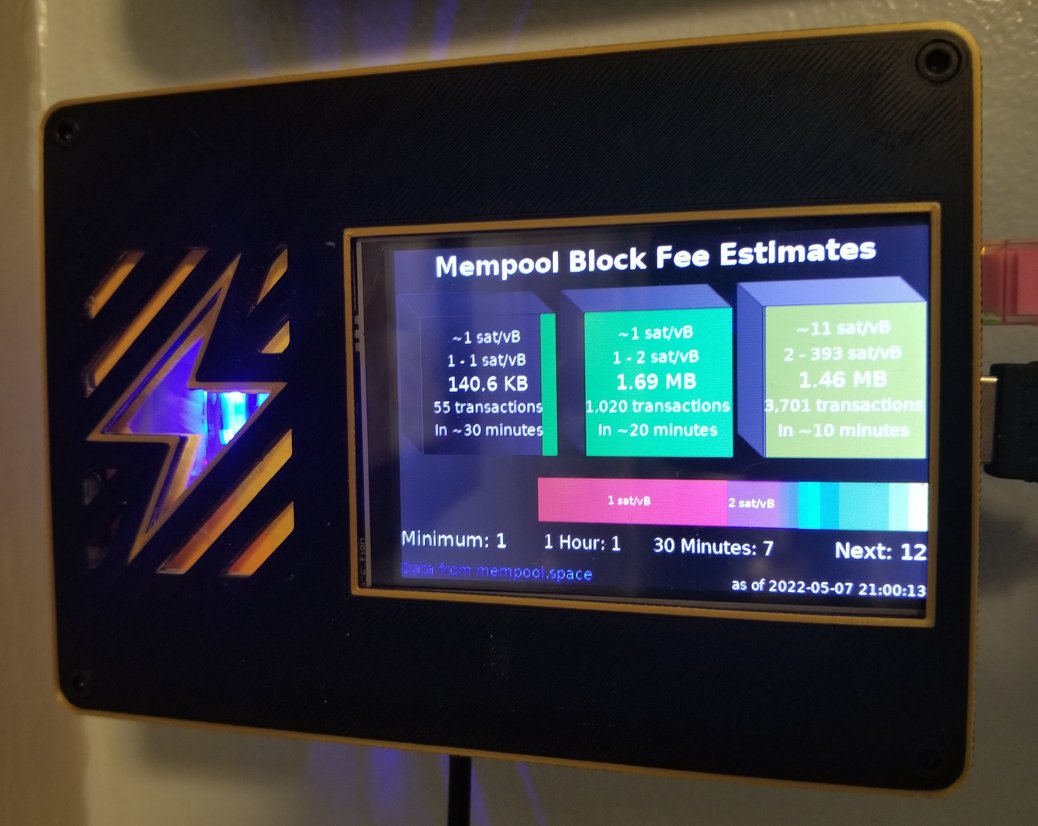 Mempool Block Fee Estimates
~1 sat/vB
1 - 1 sat/vB
140.6 KB
55 transactions
In ~30 minutes
~1 sat/vB
1 - 2 sat/vB
1.69 MB
1,020 transactions
In ~20 minutes
~11 sat/vB
2 - 393 sat/vB
1.46 MB
3,701 transactions
In ~10 minutes
1 sat/vB
2 sat/vB
Minimum: 1
1 Hour: 1
30 Minutes: 7
Next: 12
Data from mempool.space
as of 2022-05-07 21:00:13